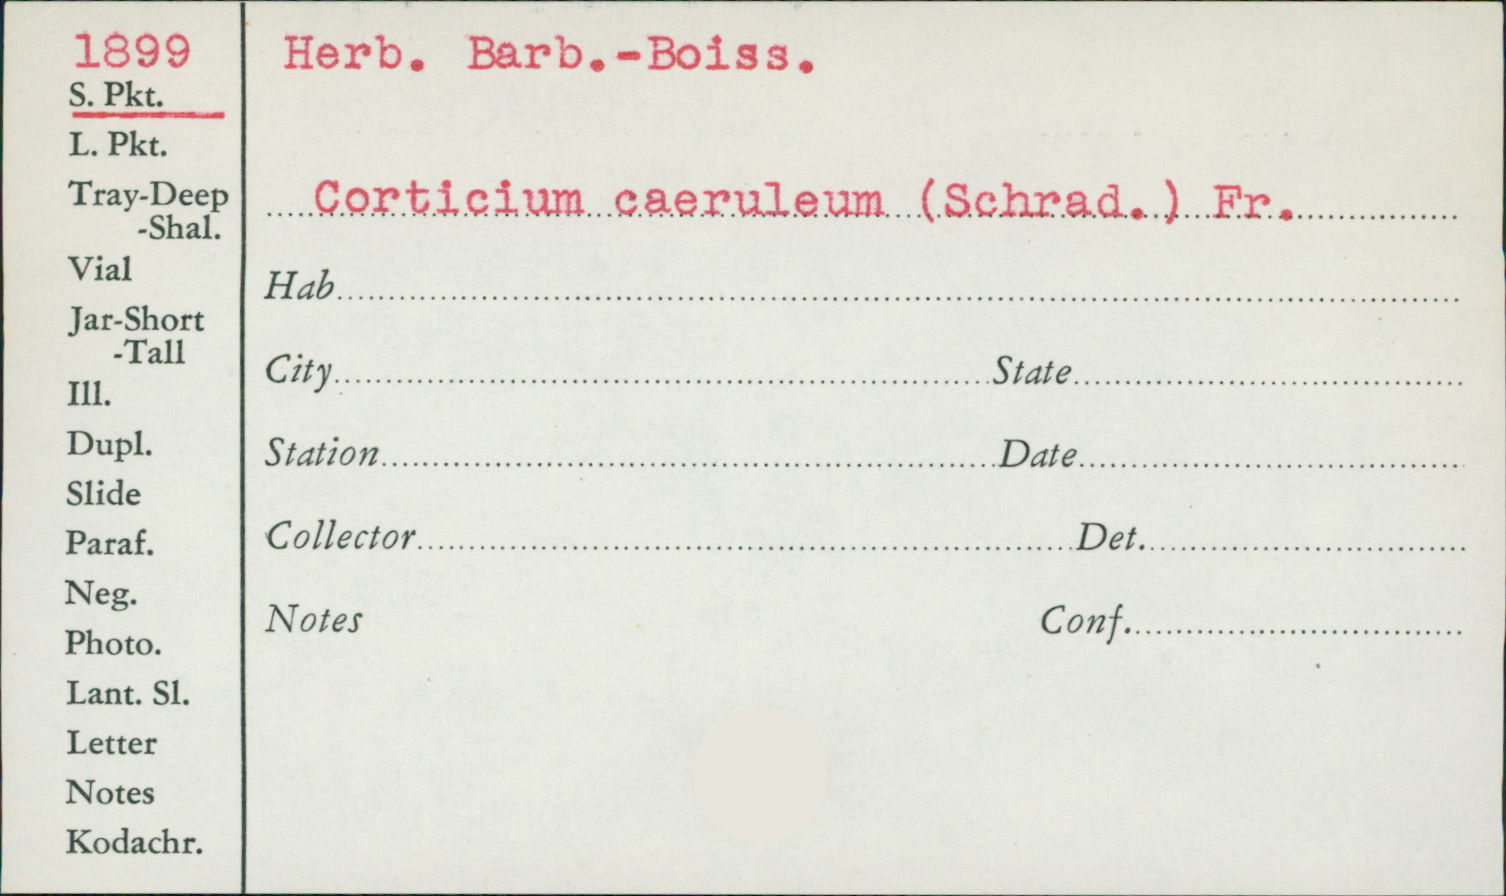 1899
S. Pkt.
L. Pkt.
Tray-Deep
-Shal.
Vial
Jar-Short
-Tall
Ill.
Dupl.
Slide
Paraf.
Neg.
Photo.
Lant. Sl.
Letter
Notes
Kodachr.
Herb. Barb.-Boiss.
Corticium caeruleum (Schrad.) Fr.
Hab
City State
Station Date
Collector Det.
Notes Conf.